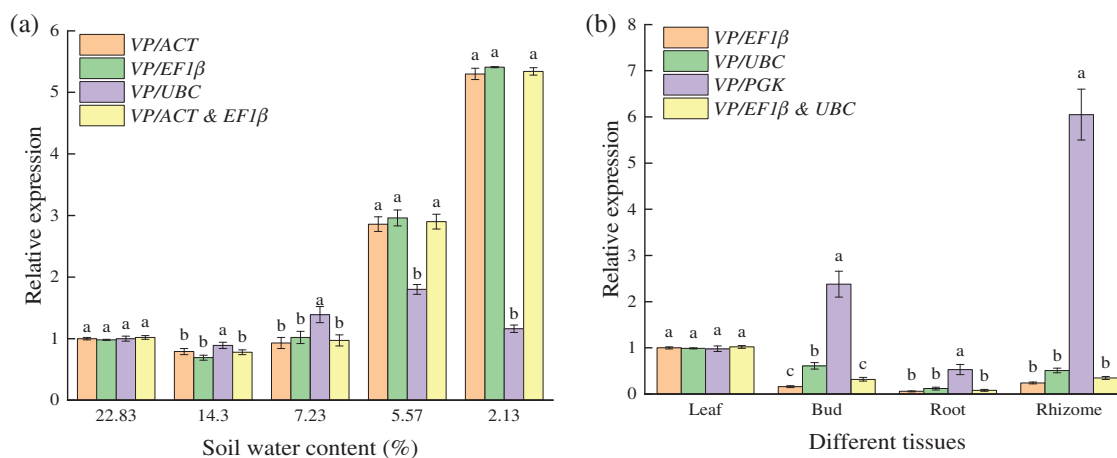 (a)
VP/ACT
VP/EF1β
VP/UBC
VP/ACT & EF1β
Relative expression
6
5
4
3
2
1
0
a a a a
b b a b
b b a b
a a b a
a a b a
22.83 14.3 7.23 5.57 2.13
Soil water content (%)
(b)
VP/EF1β
VP/UBC
VP/PGK
VP/EF1β & UBC
Relative expression
8
7
6
5
4
3
2
1
0
a a a a
c b a c
b b a b
b b a b
Leaf Bud Root Rhizome
Different tissues